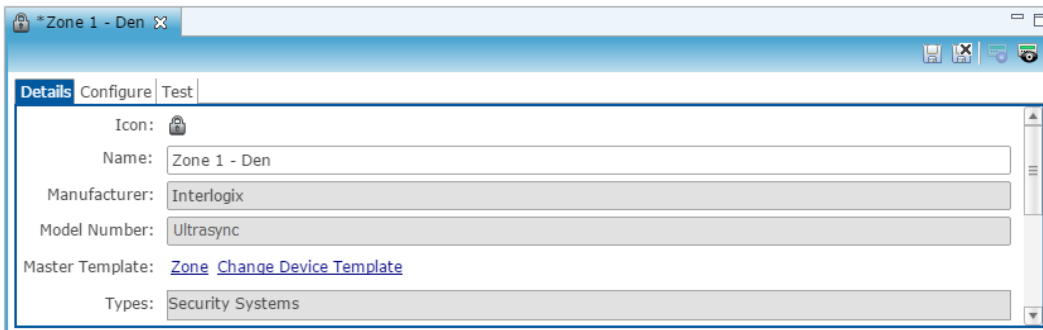 *Zone 1 - Den
Details Configure Test
Icon:
Name: Zone 1 - Den
Manufacturer: Interlogix
Model Number: Ultrasync
Master Template: Zone Change Device Template
Types: Security Systems